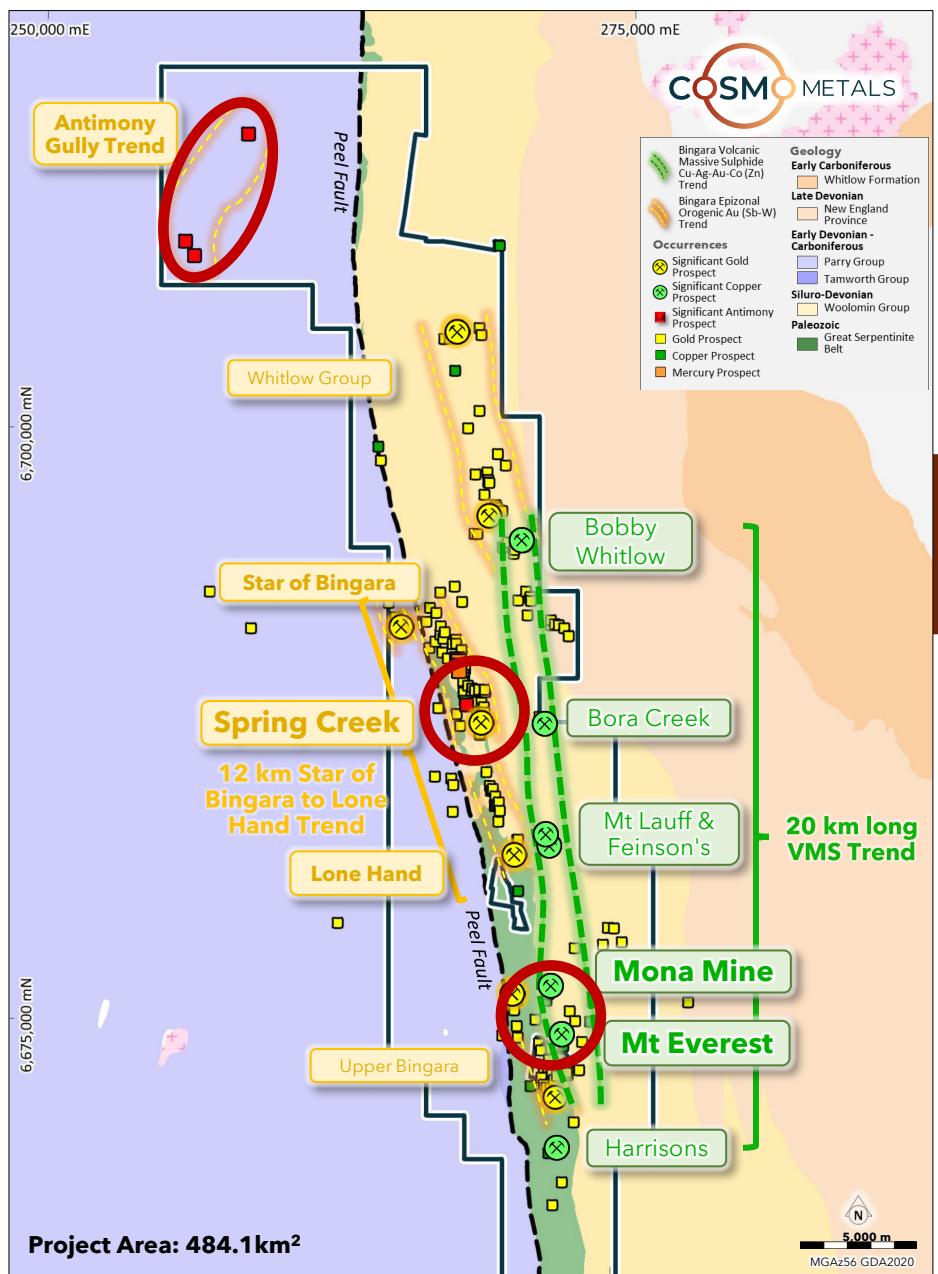 250,000 mE
275,000 mE
COSMO METALS
Antimony
Gully Trend
Peel Fault
Bingara Volcanic
Massive Sulphide
Cu-Ag-Au-Co (Zn)
Trend
Bingara Epizonal
Orogenic Au (Sb-W)
Trend
Occurrences
Significant Gold
Prospect
Significant Copper
Prospect
Significant Antimony
Prospect
Gold Prospect
Copper Prospect
Mercury Prospect
Geology
Early Carboniferous
Whitlow Formation
Late Devonian
New England
Province
Early Devonian -
Carboniferous
Parry Group
Tamworth Group
Siluro-Devonian
Woolomin Group
Paleozoic
Great Serpentinite
Belt
Whitlow Group
6,700,000 mN
Bobby
Whitlow
Star of Bingara
Spring Creek
Bora Creek
12 km Star of
Bingara to Lone
Hand Trend
Mt Lauff &
Feinson's
20 km long
VMS Trend
Lone Hand
Peel Fault
Mona Mine
6,675,000 mN
Mt Everest
Upper Bingara
Harrisons
N
5,000 m
Project Area: 484.1km²
MGAz56 GDA2020